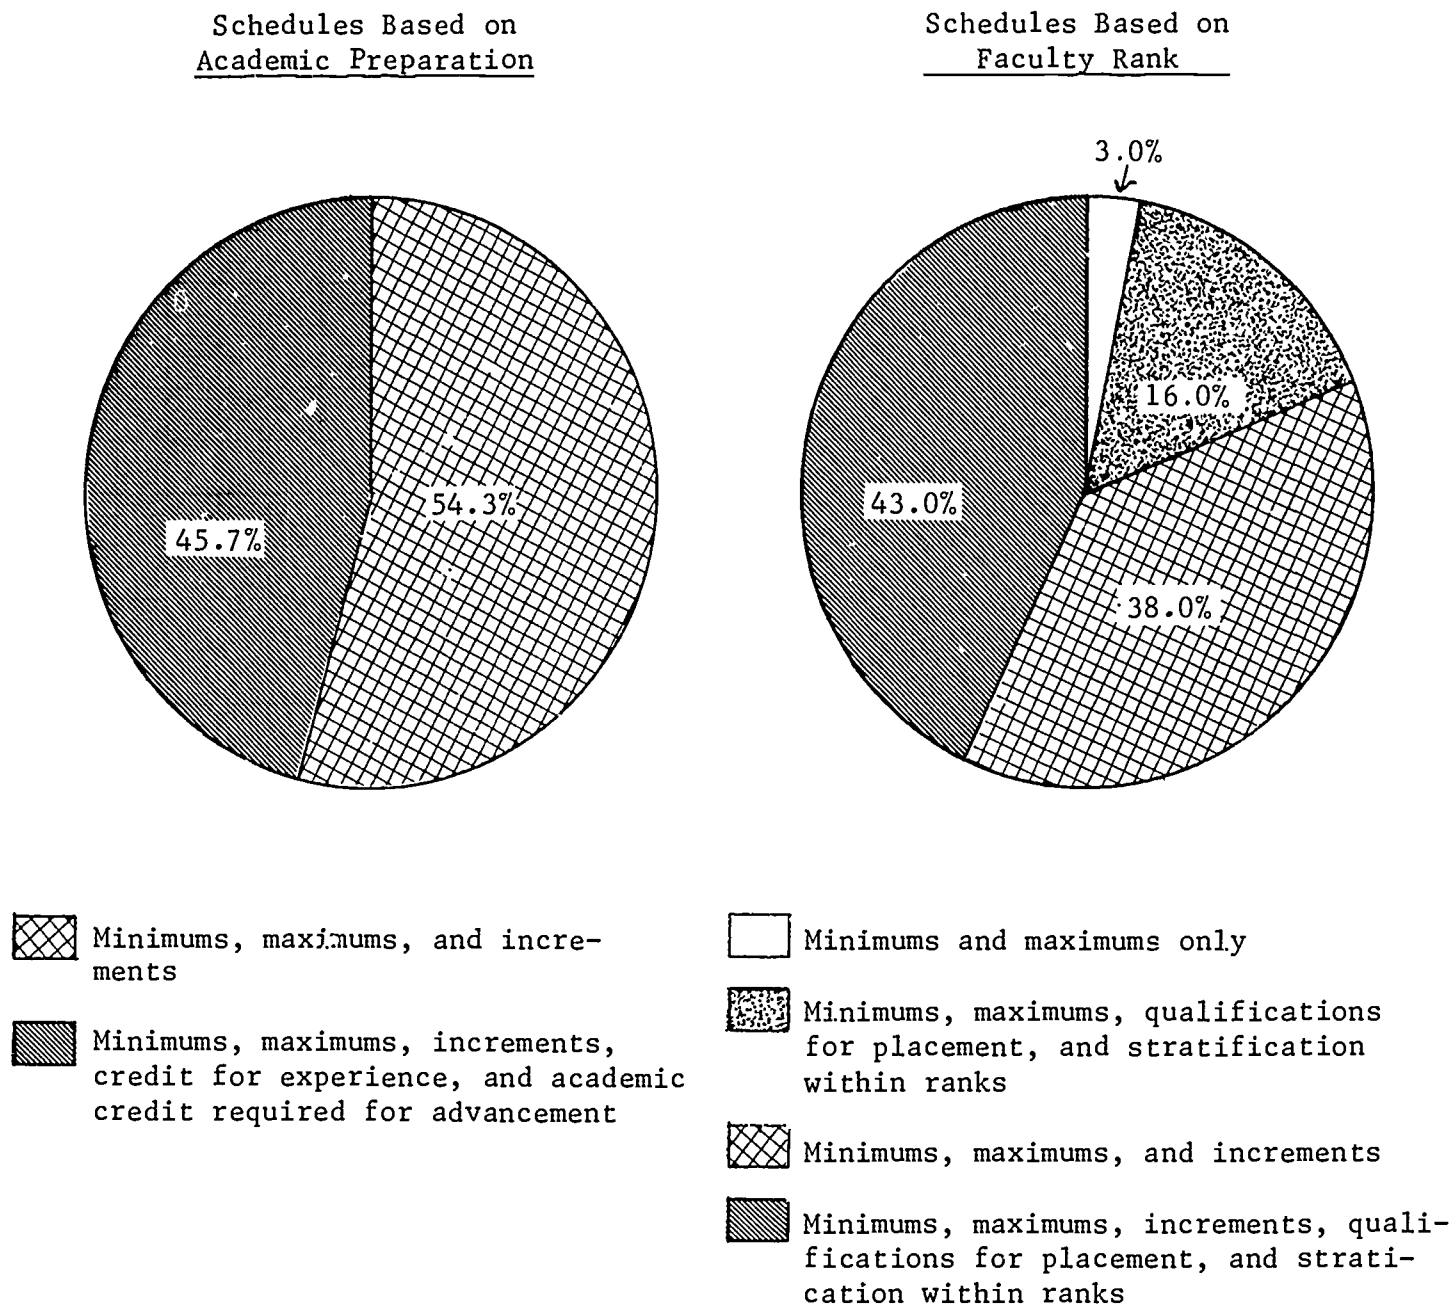 Schedules Based on
Academic Preparation
45.7%
54.3%
Minimums, maximums, and incre-
ments
Minimums, maximums, increments,
credit for experience, and academic
credit required for advancement
Schedules Based on
Faculty Rank
3.0%
16.0%
43.0%
38.0%
Minimums and maximums only
Minimums, maximums, qualifications
for placement, and stratification
within ranks
Minimums, maximums, and increments
Minimums, maximums, increments, quali-
fications for placement, and strati-
cation within ranks